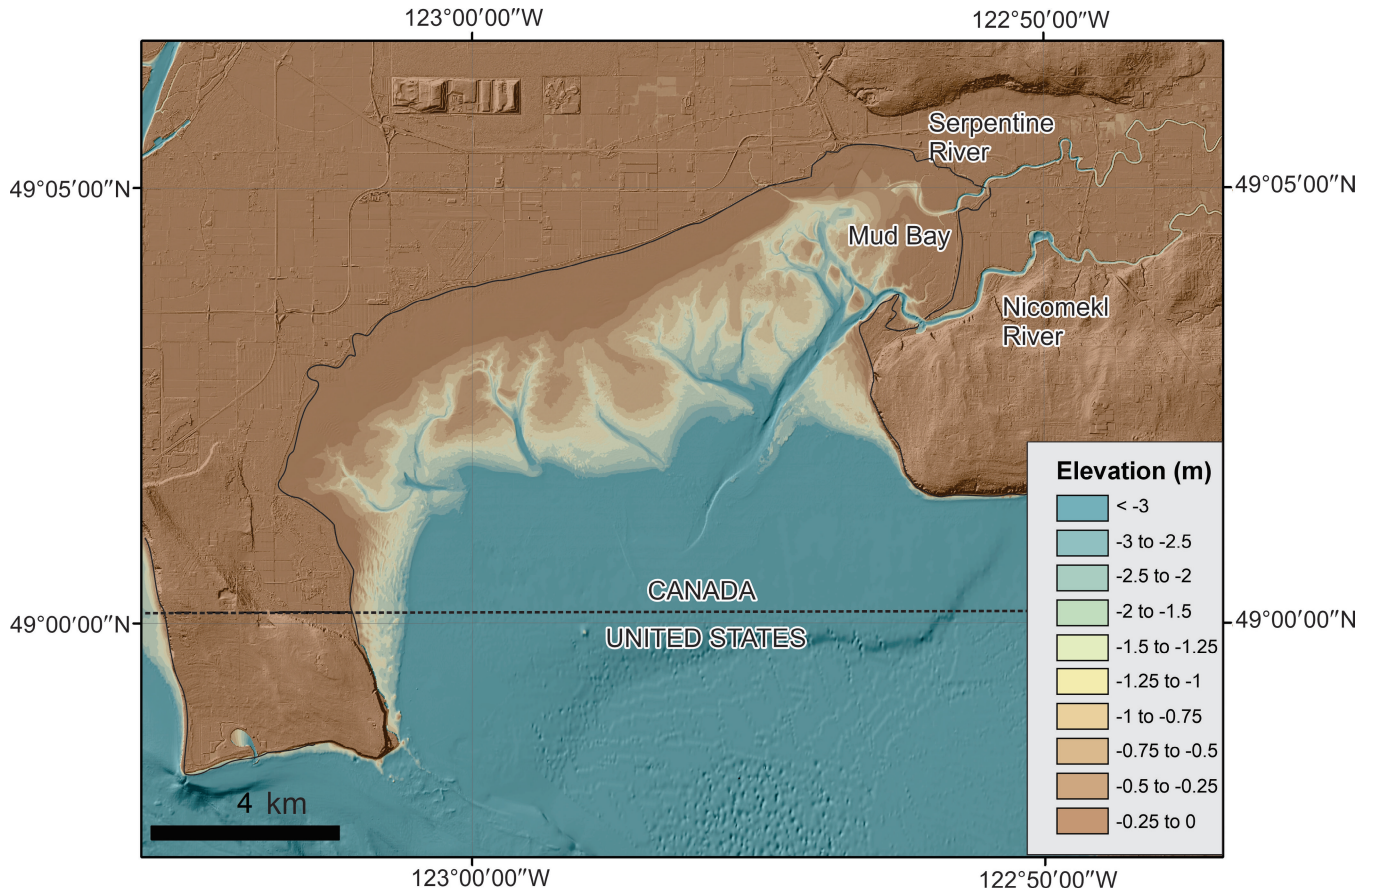 123°00′00″W
122°50′00″W
Serpentine
River
49°05′00″N
49°05′00″N
Mud Bay
Nicomekl
River
Elevation (m)
< -3
-3 to -2.5
-2.5 to -2
-2 to -1.5
-1.5 to -1.25
-1.25 to -1
-1 to -0.75
-0.75 to -0.5
-0.5 to -0.25
-0.25 to 0
CANADA
49°00′00″N
49°00′00″N
UNITED STATES
4 km
123°00′00″W
122°50′00″W